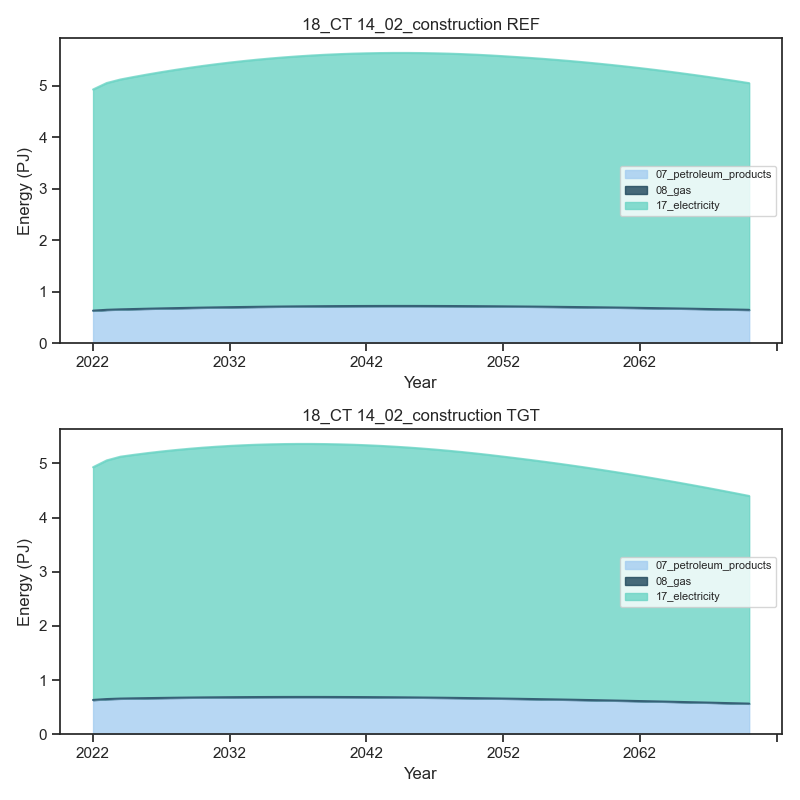 18_CT 14_02_construction REF
Energy (PJ)
5
4
3
2
1
0
07_petroleum_products
08_gas
17_electricity
2022 2032 2042 2052 2062
Year
18_CT 14_02_construction TGT
Energy (PJ)
5
4
3
2
1
0
07_petroleum_products
08_gas
17_electricity
2022 2032 2042 2052 2062
Year